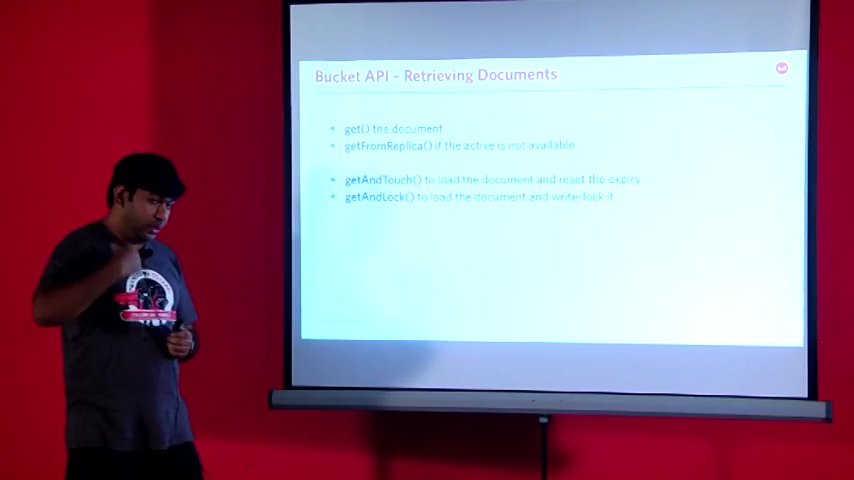 Bucket API - Retrieving Documents
get() the document
getFromReplica() if the active is not available
getAndTouch() to load the document and reset the expiry
getAndLock() to load the document and write-lock it